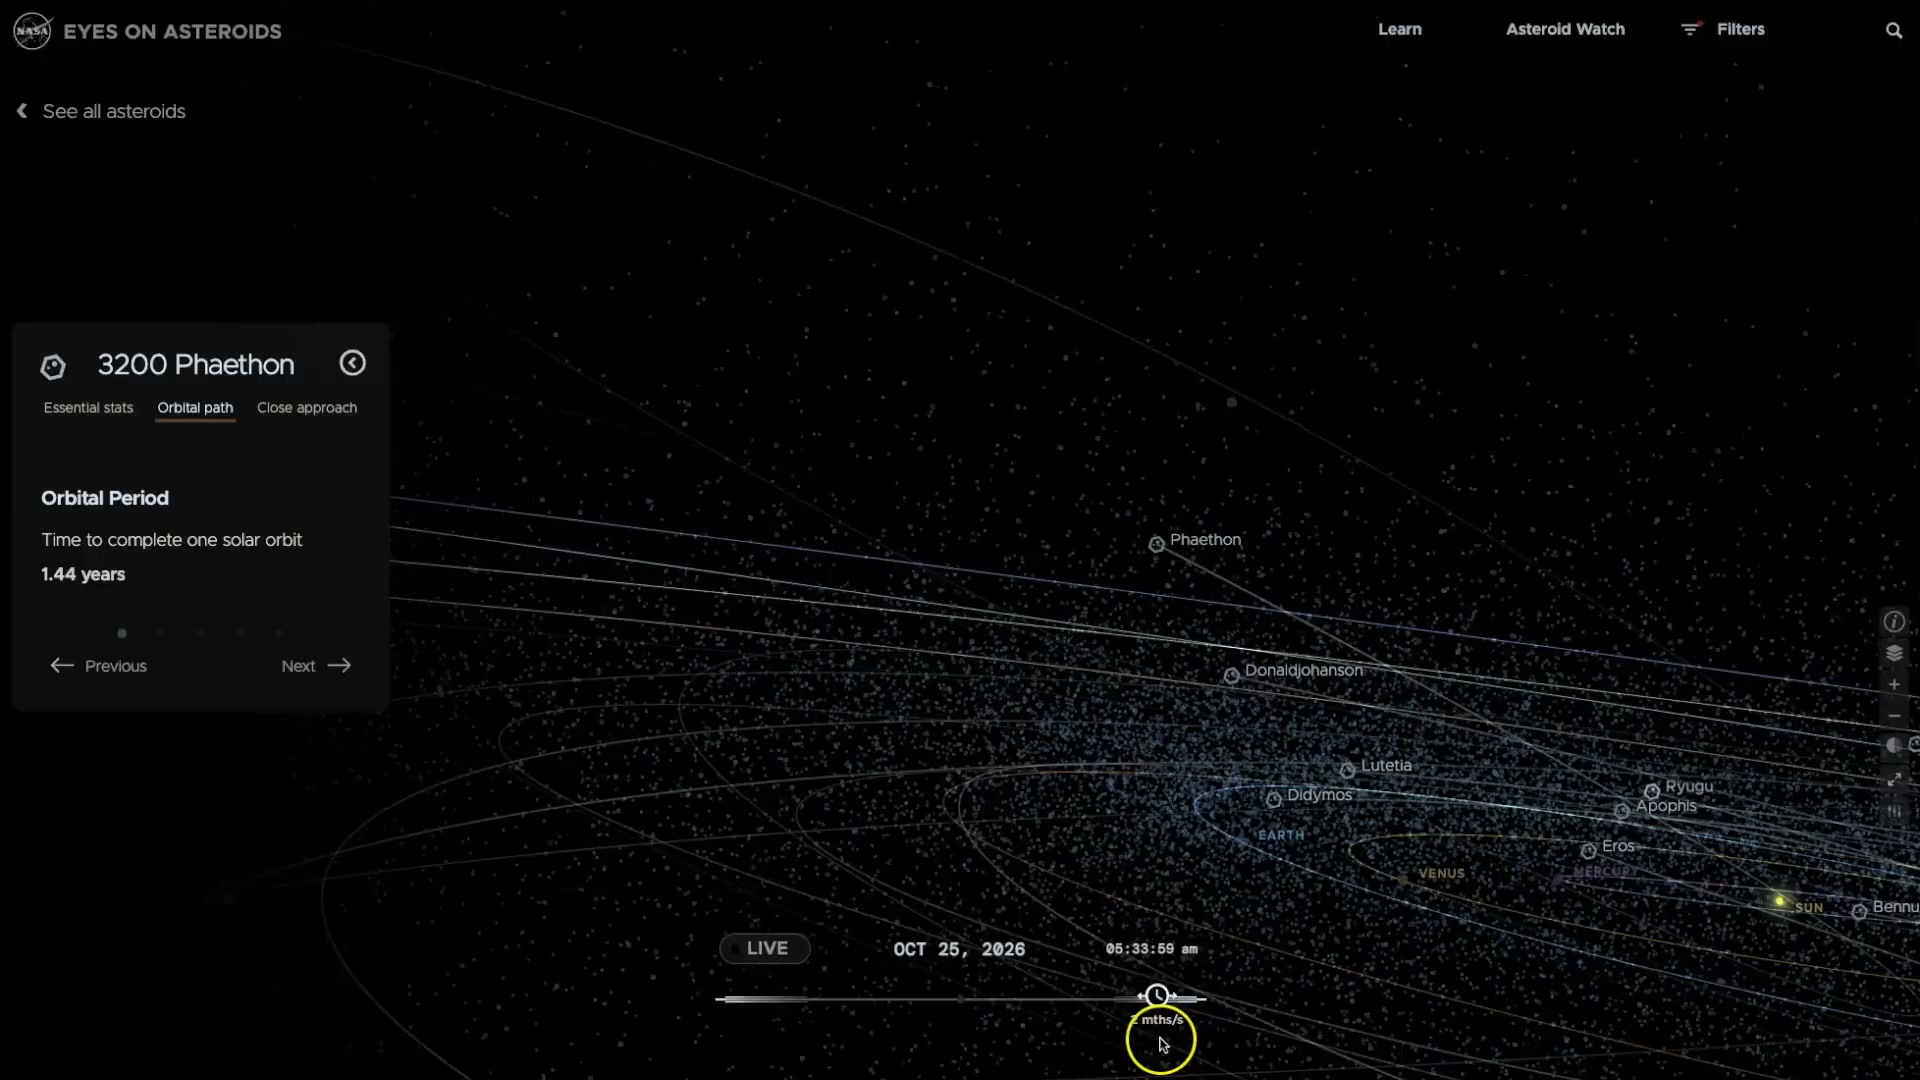 NASA EYES ON ASTEROIDS
Learn
Asteroid Watch
Filters
See all asteroids
3200 Phaethon
Essential stats
Orbital path
Close approach
Orbital Period
Time to complete one solar orbit
1.44 years
Previous
Next
Phaethon
Donaldjohanson
Lutetia
Didymos
Ryugu
Apophis
EARTH
Eros
VENUS
MERCURY
SUN
Bennu
LIVE
OCT 25, 2026
05:33:59 am
2 mths/s